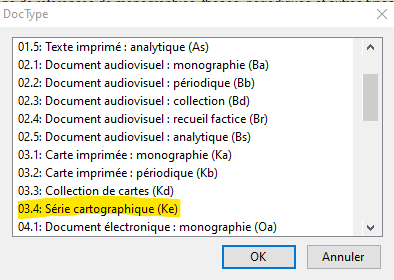 DocType
01.5: Texte imprimé : analytique (As)
02.1: Document audiovisuel : monographie (Ba)
02.2: Document audiovisuel : périodique (Bb)
02.3: Document audiovisuel : collection (Bd)
02.4: Document audiovisuel : recueil factice (Br)
02.5: Document audiovisuel : analytique (Bs)
03.1: Carte imprimée : monographie (Ka)
03.2: Carte imprimée : périodique (Kb)
03.3: Collection de cartes (Kd)
03.4: Série cartographique (Ke)
04.1: Document électronique : monographie (Oa)
OK Annuler